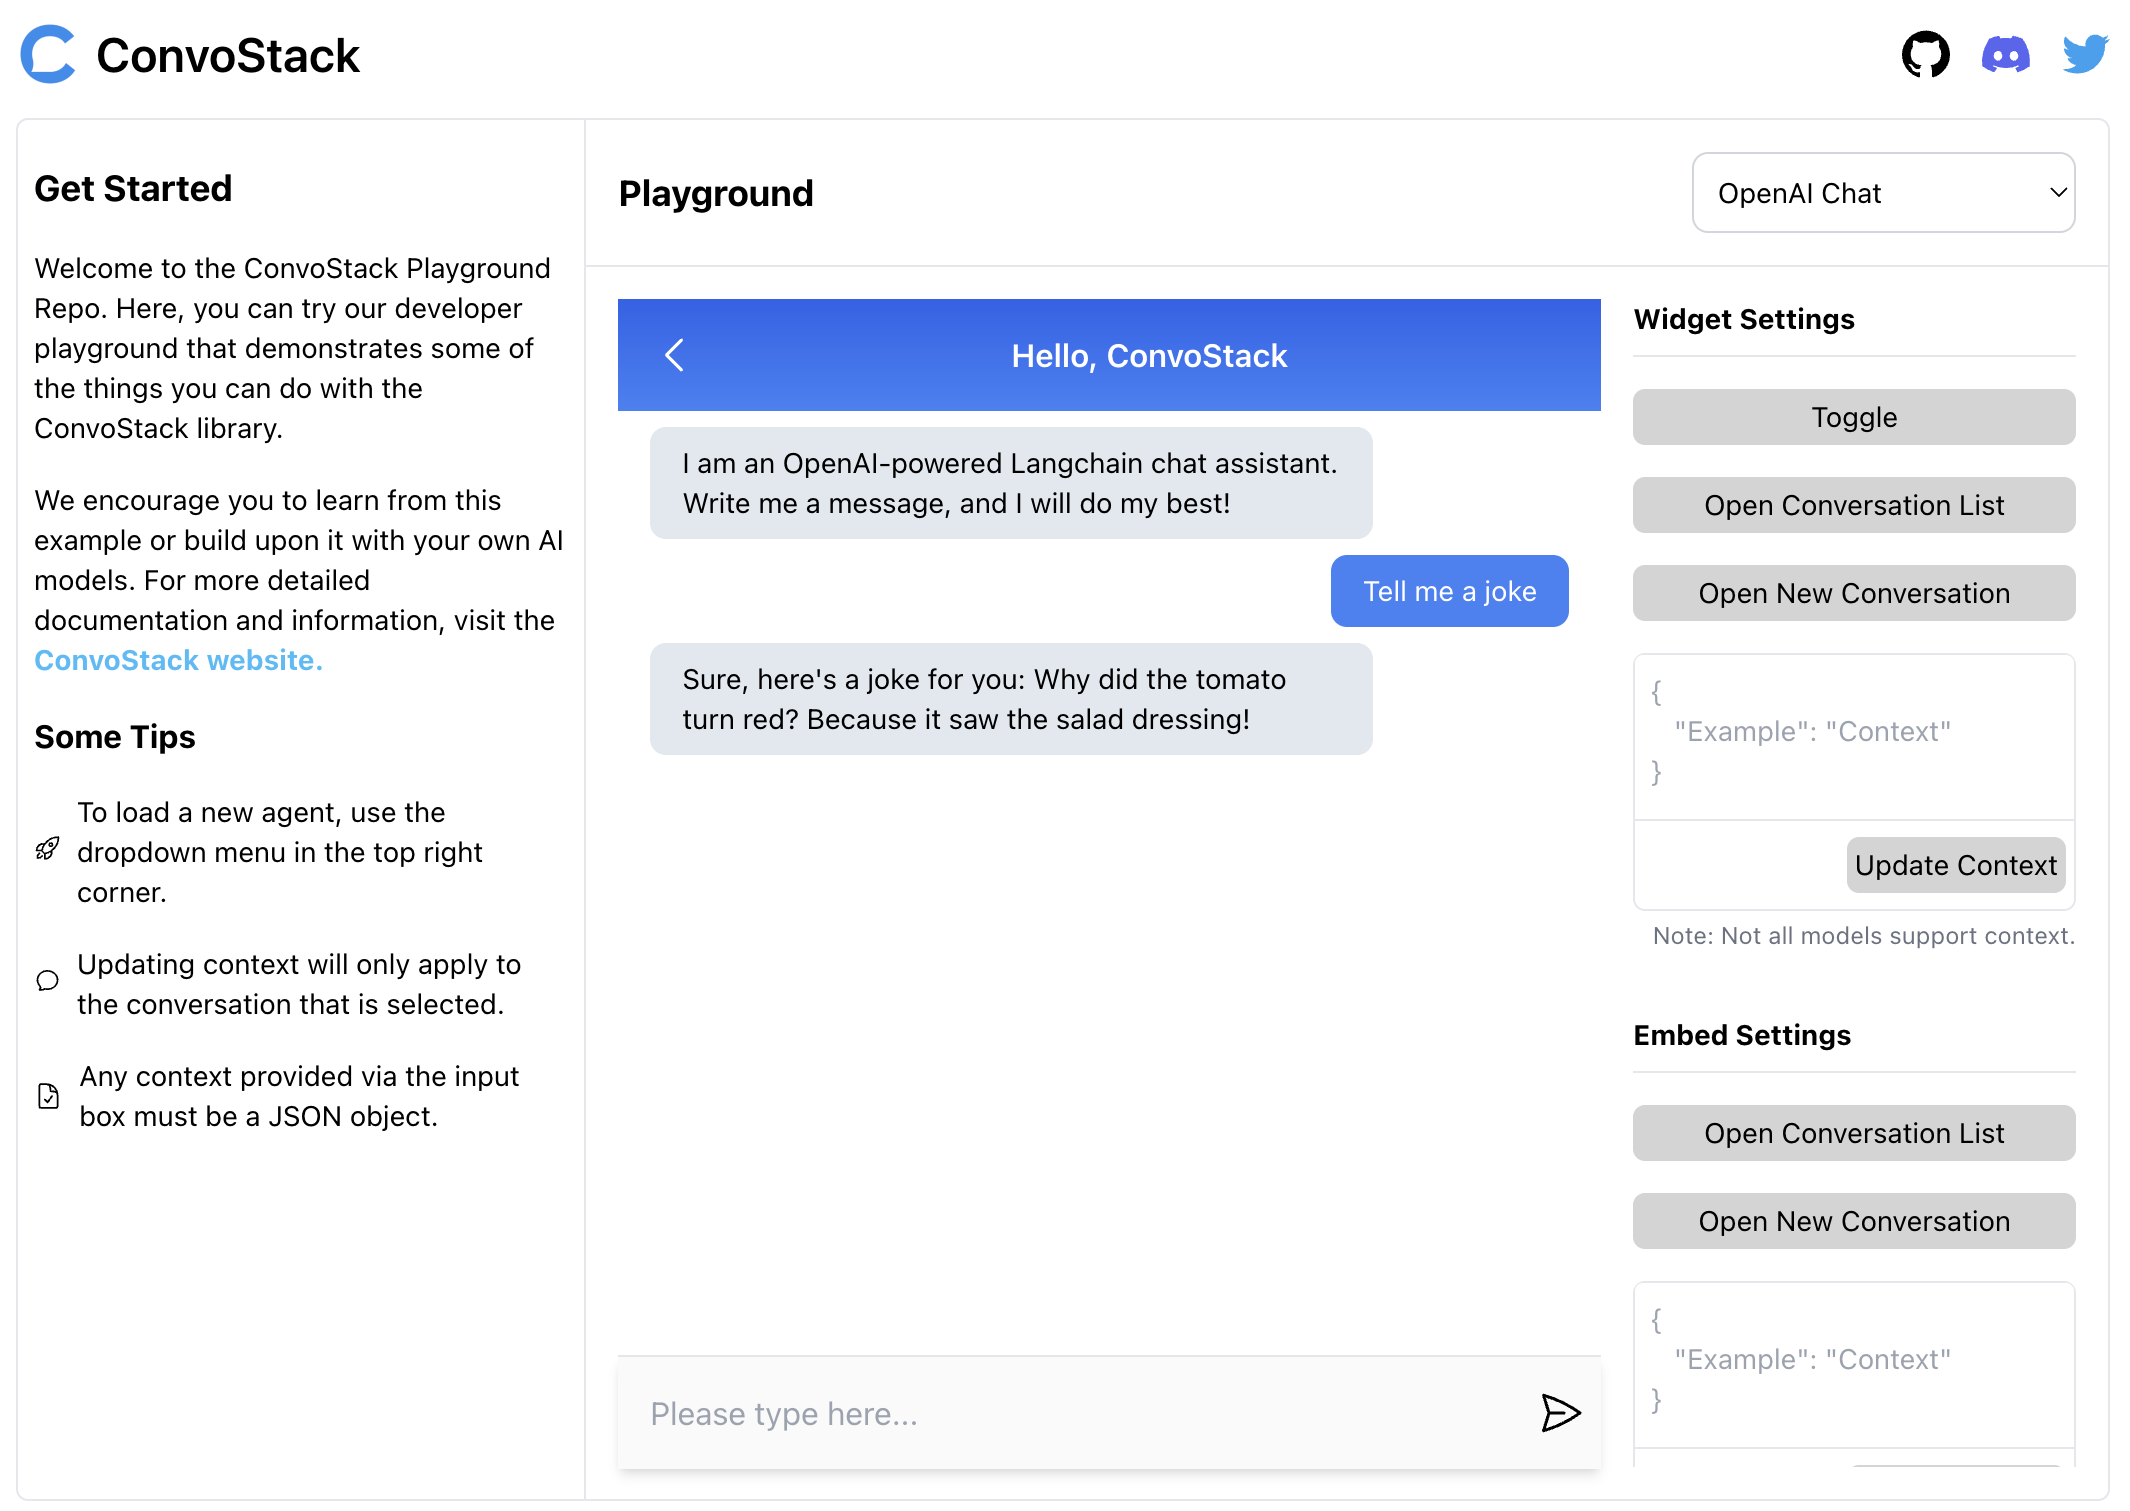 ConvoStack
Get Started
Welcome to the ConvoStack Playground
Repo. Here, you can try our developer
playground that demonstrates some of
the things you can do with the
ConvoStack library.
We encourage you to learn from this
example or build upon it with your own AI
models. For more detailed
documentation and information, visit the
ConvoStack website.
Some Tips
To load a new agent, use the
dropdown menu in the top right
corner.
Updating context will only apply to
the conversation that is selected.
Any context provided via the input
box must be a JSON object.
Playground
OpenAI Chat
Hello, ConvoStack
I am an OpenAI-powered Langchain chat assistant.
Write me a message, and I will do my best!
Tell me a joke
Sure, here's a joke for you: Why did the tomato
turn red? Because it saw the salad dressing!
Please type here...
Widget Settings
Toggle
Open Conversation List
Open New Conversation
{
"Example": "Context"
}
Update Context
Note: Not all models support context.
Embed Settings
Open Conversation List
Open New Conversation
{
"Example": "Context"
}